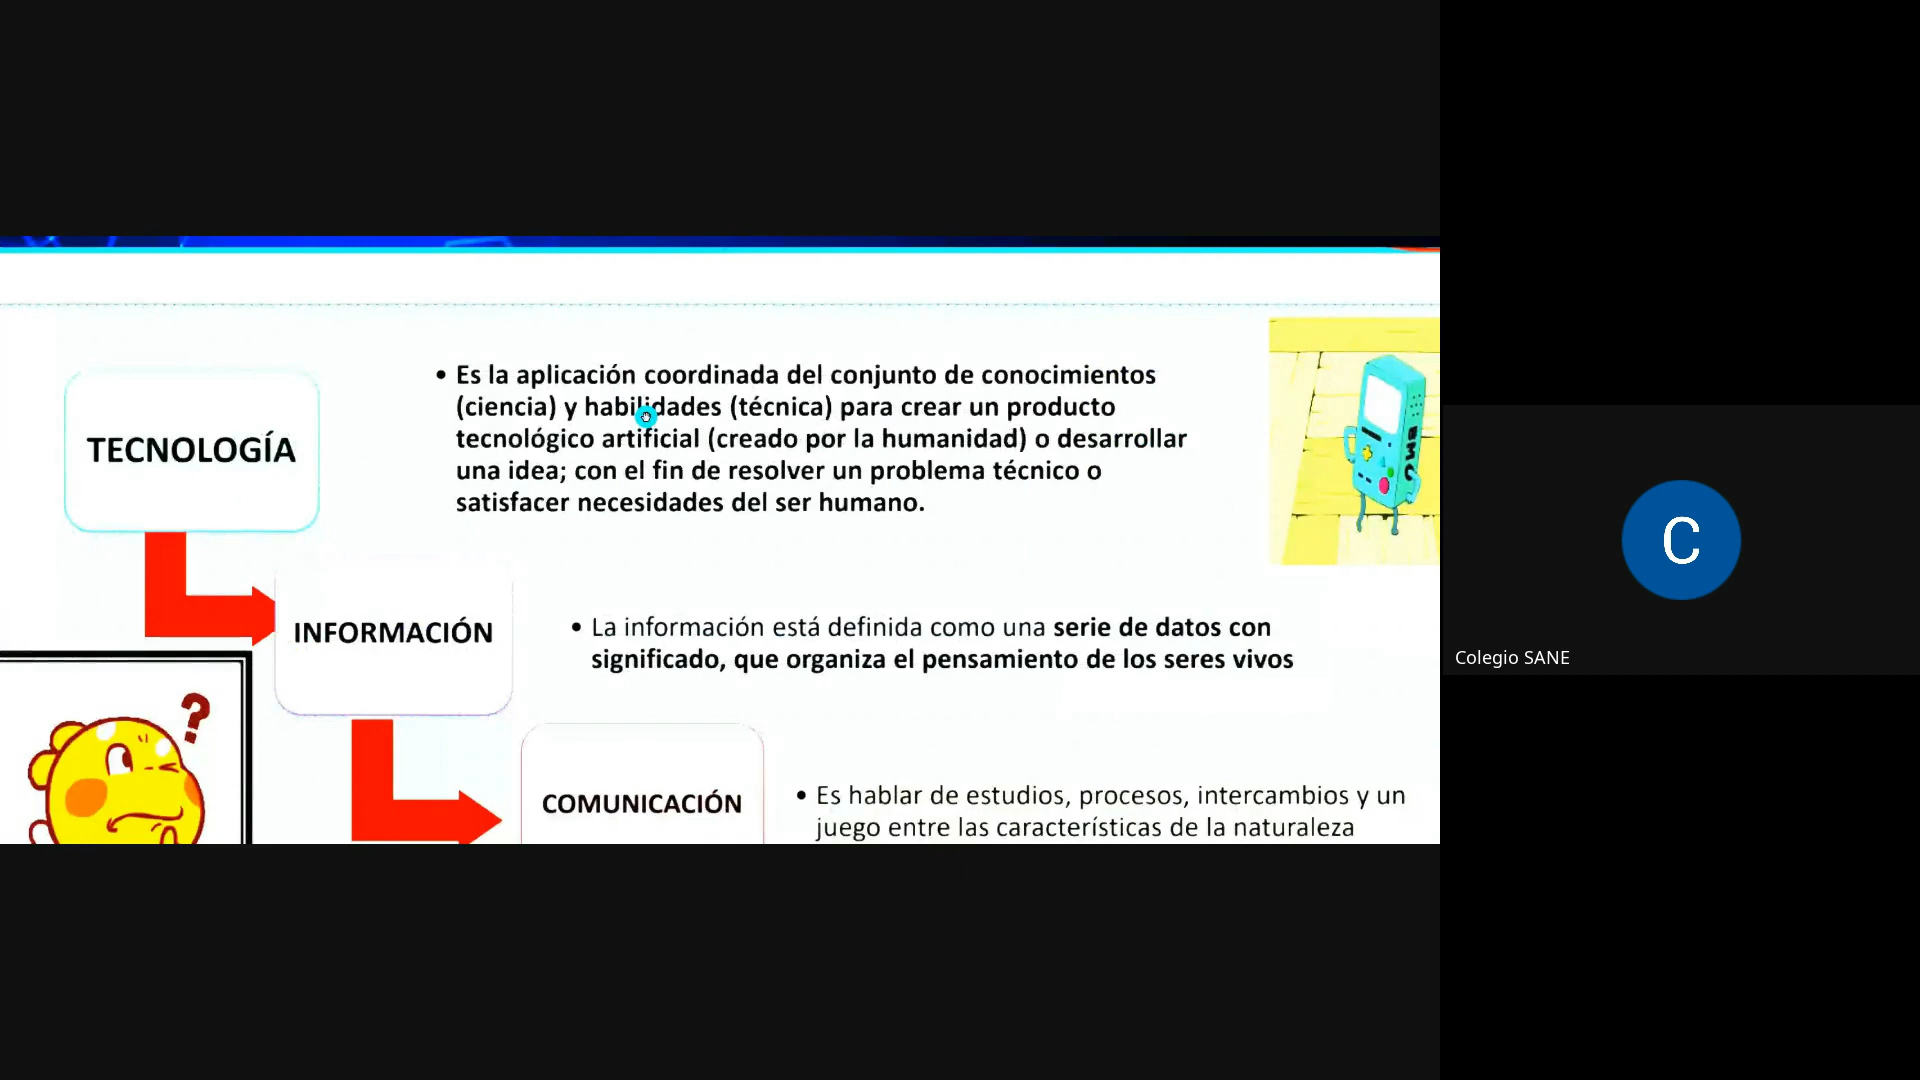 TECNOLOGÍA
• Es la aplicación coordinada del conjunto de conocimientos
(ciencia) y habilidades (técnica) para crear un producto
tecnológico artificial (creado por la humanidad) o desarrollar
una idea; con el fin de resolver un problema técnico o
satisfacer necesidades del ser humano.
BMO
INFORMACIÓN
• La información está definida como una serie de datos con
significado, que organiza el pensamiento de los seres vivos
?
COMUNICACIÓN
• Es hablar de estudios, procesos, intercambios y un
juego entre las características de la naturaleza
C
Colegio SANE